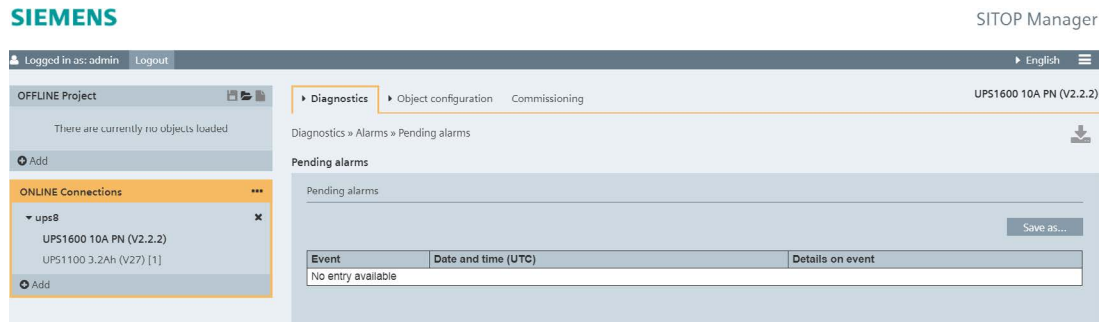 SIEMENS
SITOP Manager
Logged in as: admin Logout
English
OFFLINE Project
There are currently no objects loaded
Add
ONLINE Connections
ups8
UPS1600 10A PN (V2.2.2)
UPS1100 3.2Ah (V27) [1]
Add
Diagnostics Object configuration Commissioning
UPS1600 10A PN (V2.2.2)
Diagnostics » Alarms » Pending alarms
Pending alarms
Pending alarms
Save as...
Event Date and time (UTC) Details on event
No entry available